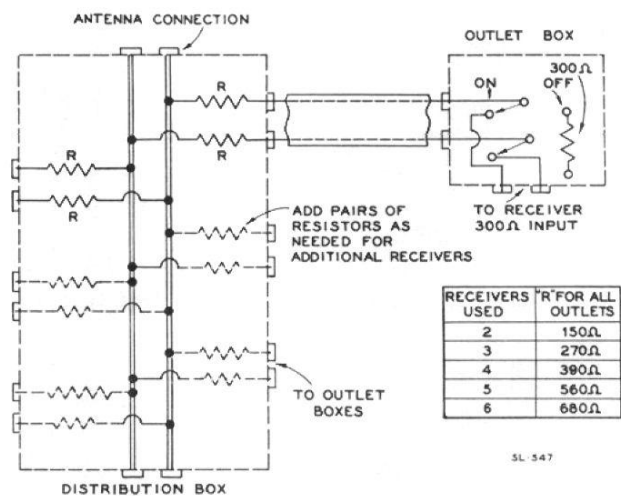 ANTENNA CONNECTION
OUTLET BOX
300Ω
ON
OFF
R
R
R
R
TO RECEIVER
300Ω INPUT
ADD PAIRS OF
RESISTORS AS
NEEDED FOR
ADDITIONAL RECEIVERS
RECEIVERS USED "R" FOR ALL OUTLETS
2 150Ω
3 270Ω
4 390Ω
5 560Ω
6 680Ω
TO OUTLET
BOXES
SL-547
DISTRIBUTION BOX